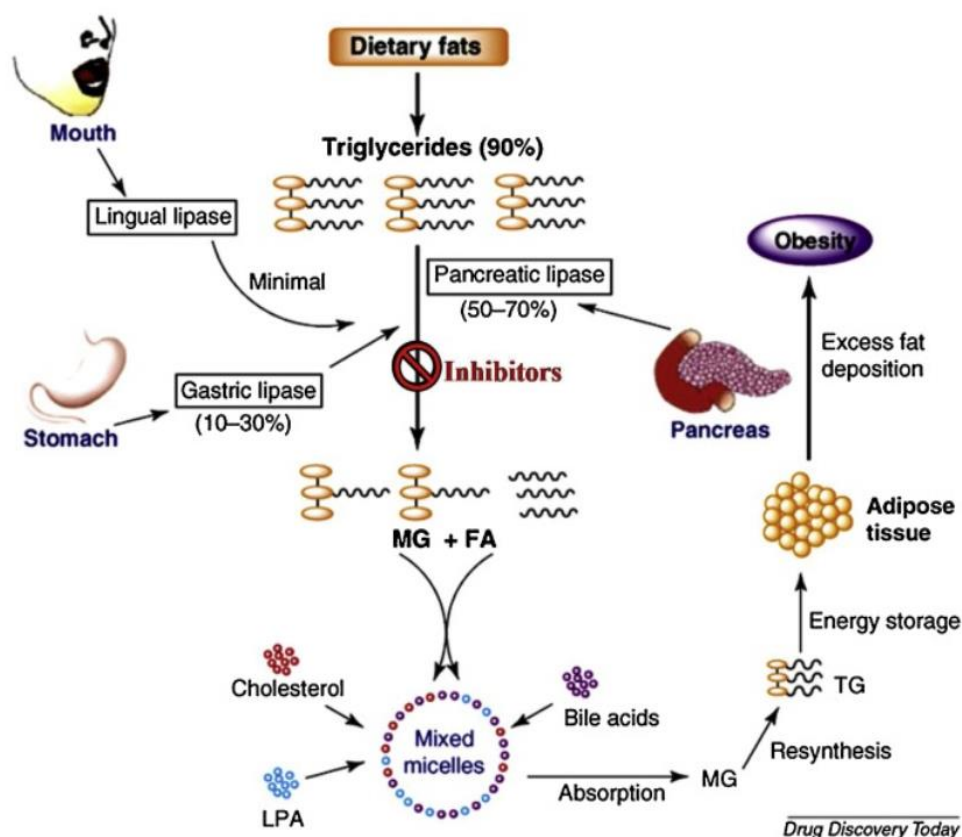 Dietary fats
Mouth
Triglycerides (90%)
Lingual lipase
Minimal
Pancreatic lipase
(50–70%)
Obesity
Excess fat
deposition
Inhibitors
Gastric lipase
(10–30%)
Stomach
Pancreas
Adipose
tissue
MG + FA
Energy storage
Cholesterol
Bile acids
TG
Mixed
micelles
Resynthesis
LPA
Absorption
MG
Drug Discovery Today